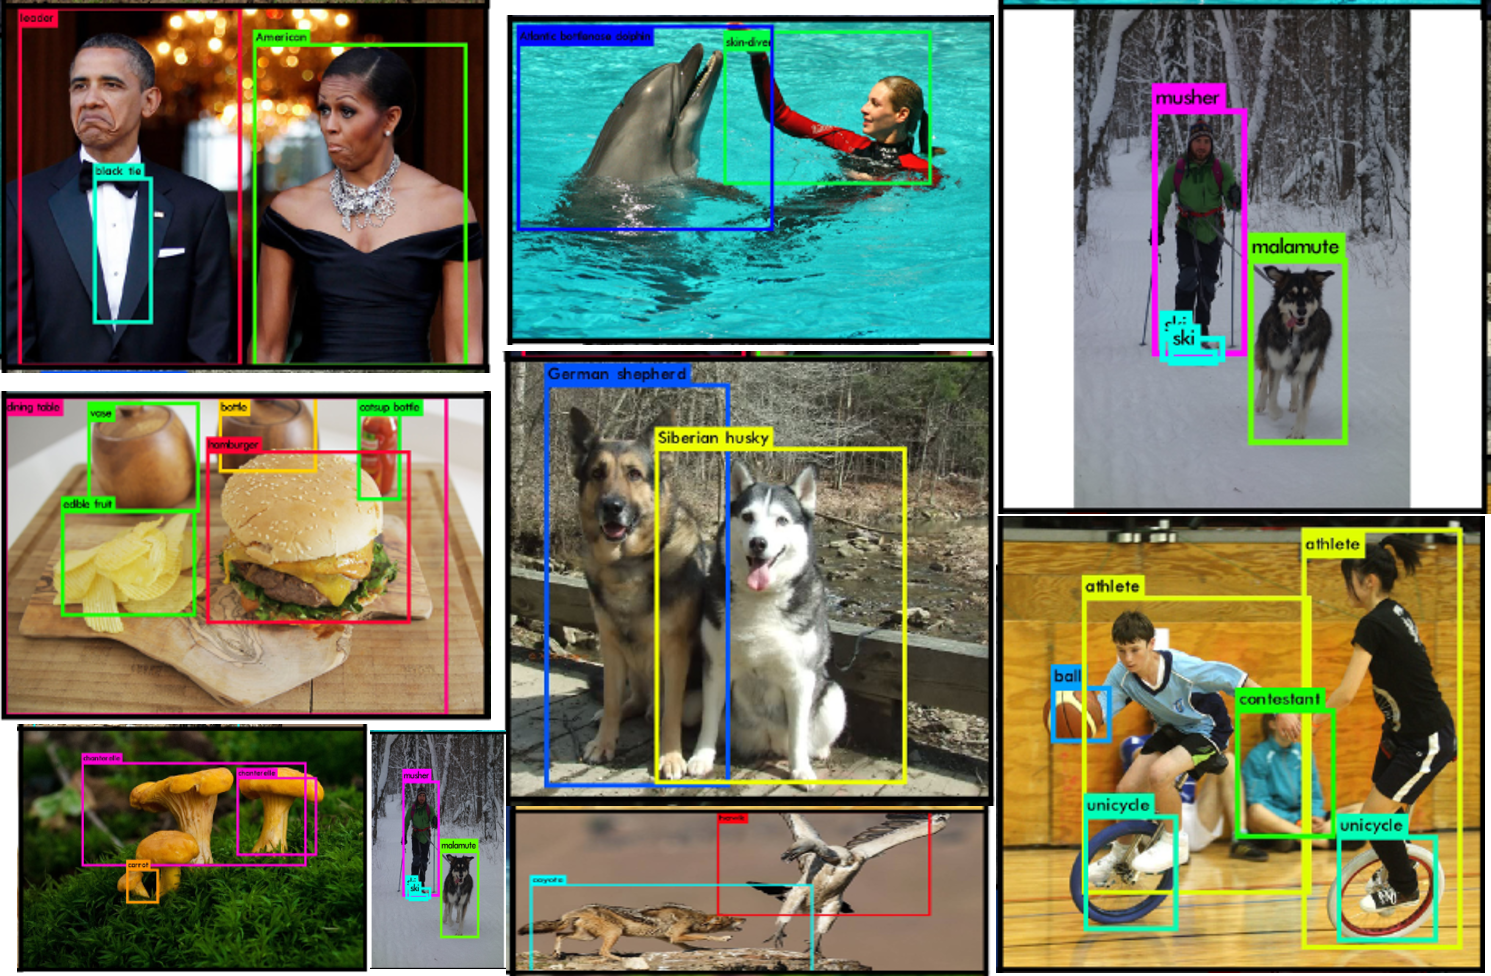 leader
American
black tie
Atlantic bottlenose dolphin
skin-diver
musher
malamute
ski
ski
dining table
vase
bottle
catsup bottle
hamburger
edible fruit
German shepherd
Siberian husky
athlete
athlete
ball
contestant
unicycle
unicycle
chanterelle
chanterelle
carrot
musher
malamute
ski
hawk
coyote